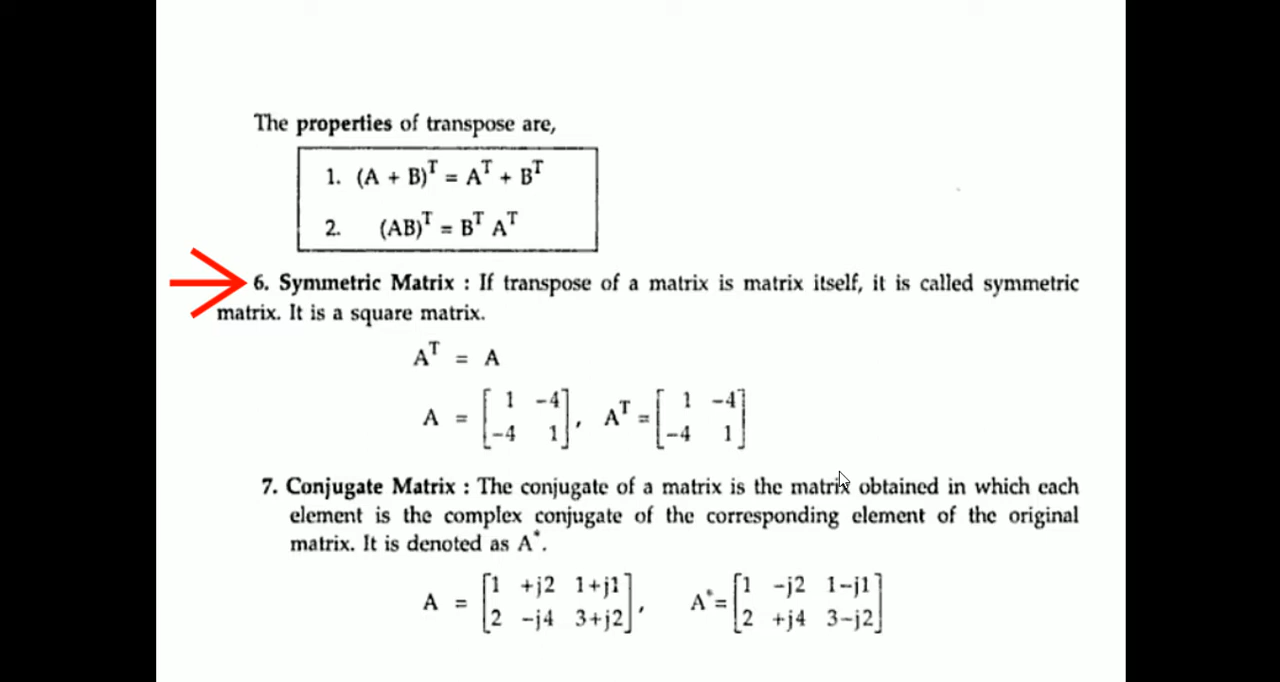 The properties of transpose are,
1. (A + B)ᵀ = Aᵀ + Bᵀ
2. (AB)ᵀ = Bᵀ Aᵀ
6. Symmetric Matrix : If transpose of a matrix is matrix itself, it is called symmetric
matrix. It is a square matrix.
Aᵀ = A
A = [1 -4; -4 1], Aᵀ = [1 -4; -4 1]
7. Conjugate Matrix : The conjugate of a matrix is the matrix obtained in which each
element is the complex conjugate of the corresponding element of the original
matrix. It is denoted as A*.
A = [1 +j2 1+j1; 2 -j4 3+j2], A* = [1 -j2 1-j1; 2 +j4 3-j2]